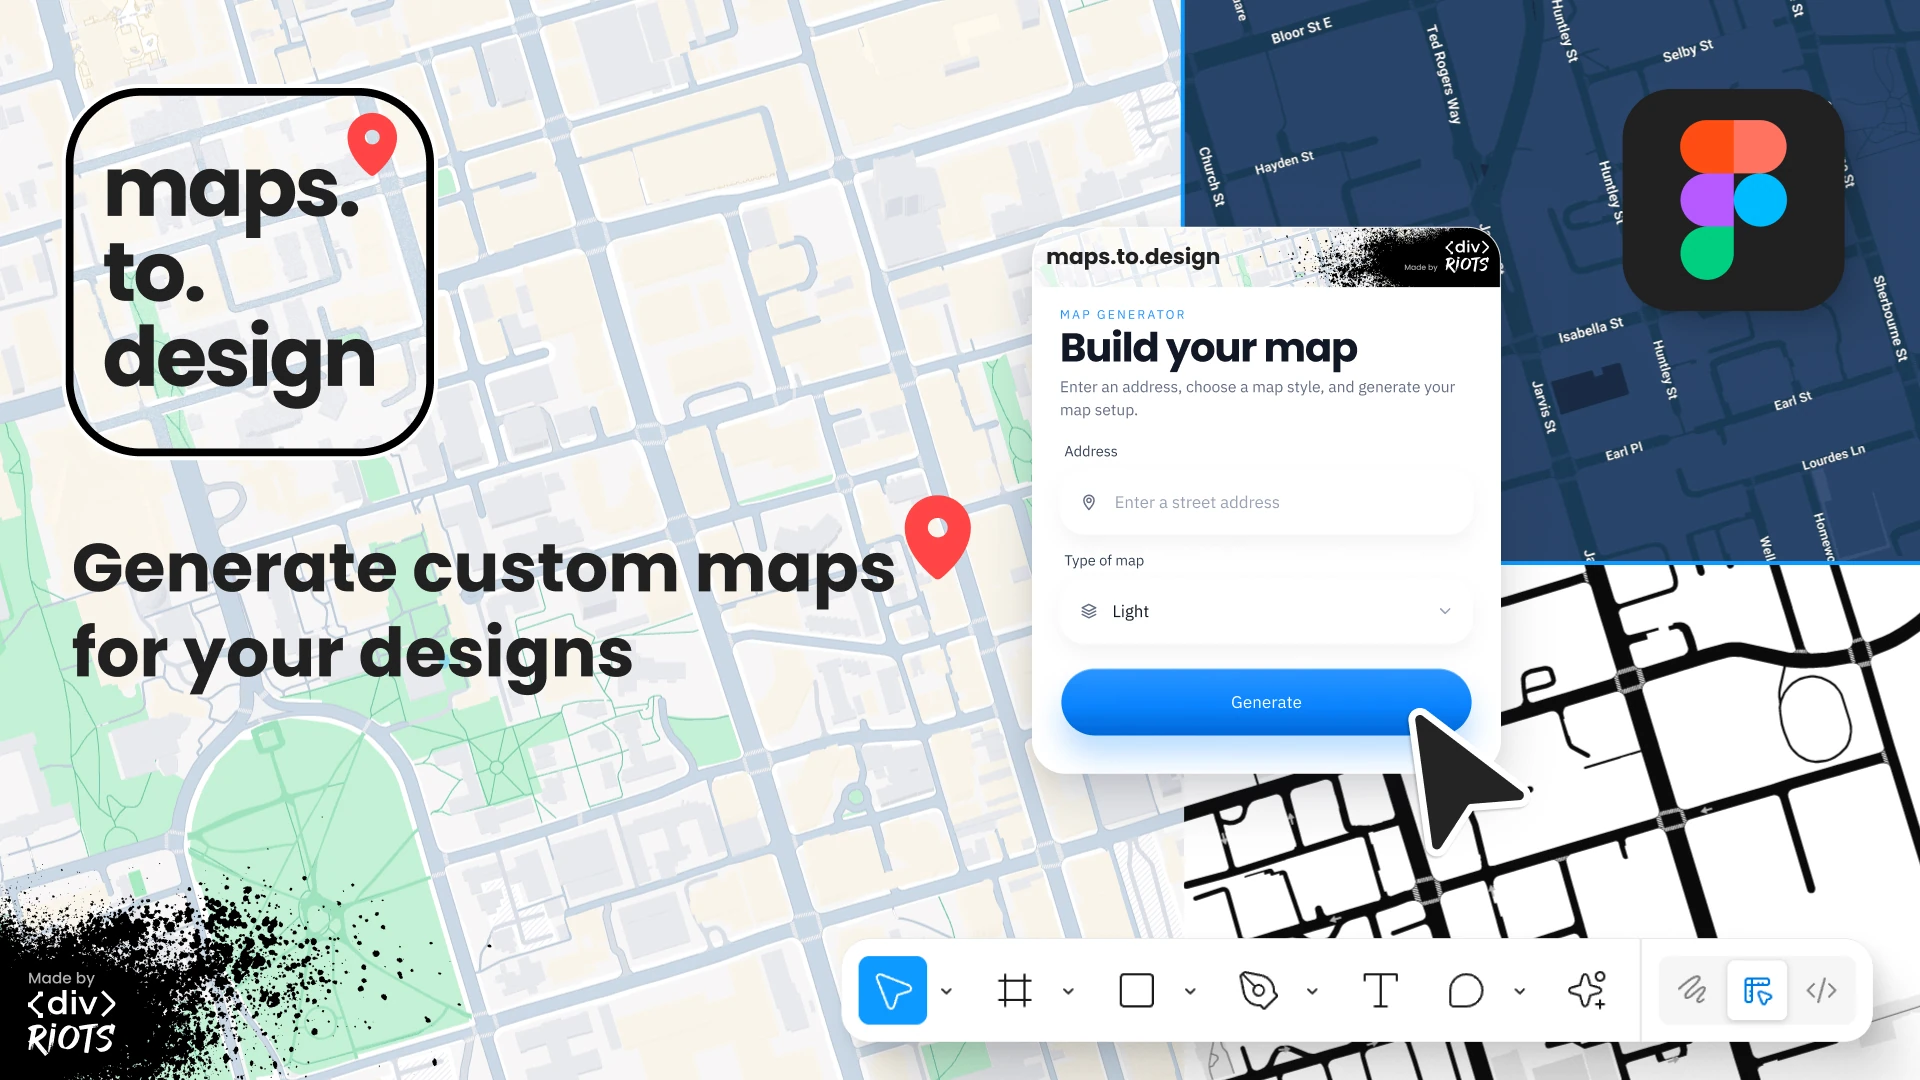 maps.
to.
design
Generate custom maps
for your designs
Made by
<div>
RiOTS
maps.to.design
Made by
<div>
RiOTS
MAP GENERATOR
Build your map
Enter an address, choose a map style, and generate your
map setup.
Address
Enter a street address
Type of map
Light
Generate
Bloor St E
Ted Rogers Way
Huntley St
Selby St
Church St
Hayden St
Huntley St
Isabella St
Huntley St
Sherbourne St
Jarvis St
Earl St
Earl Pl
Lourdes Ln
T
</>